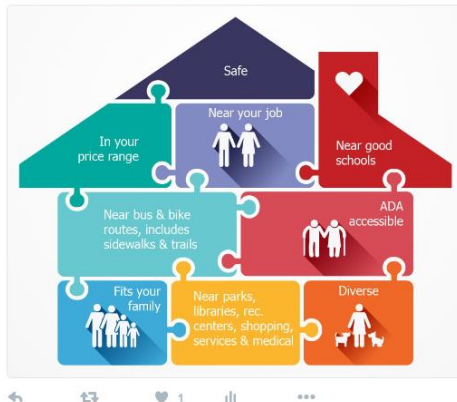 Safe
Near your job
In your
price range
Near good
schools
Near bus & bike
routes, includes
sidewalks & trails
ADA
accessible
Fits your
family
Near parks,
libraries, rec.
centers, shopping,
services & medical
Diverse
1